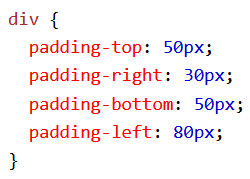 div {
  padding-top: 50px;
  padding-right: 30px;
  padding-bottom: 50px;
  padding-left: 80px;
}